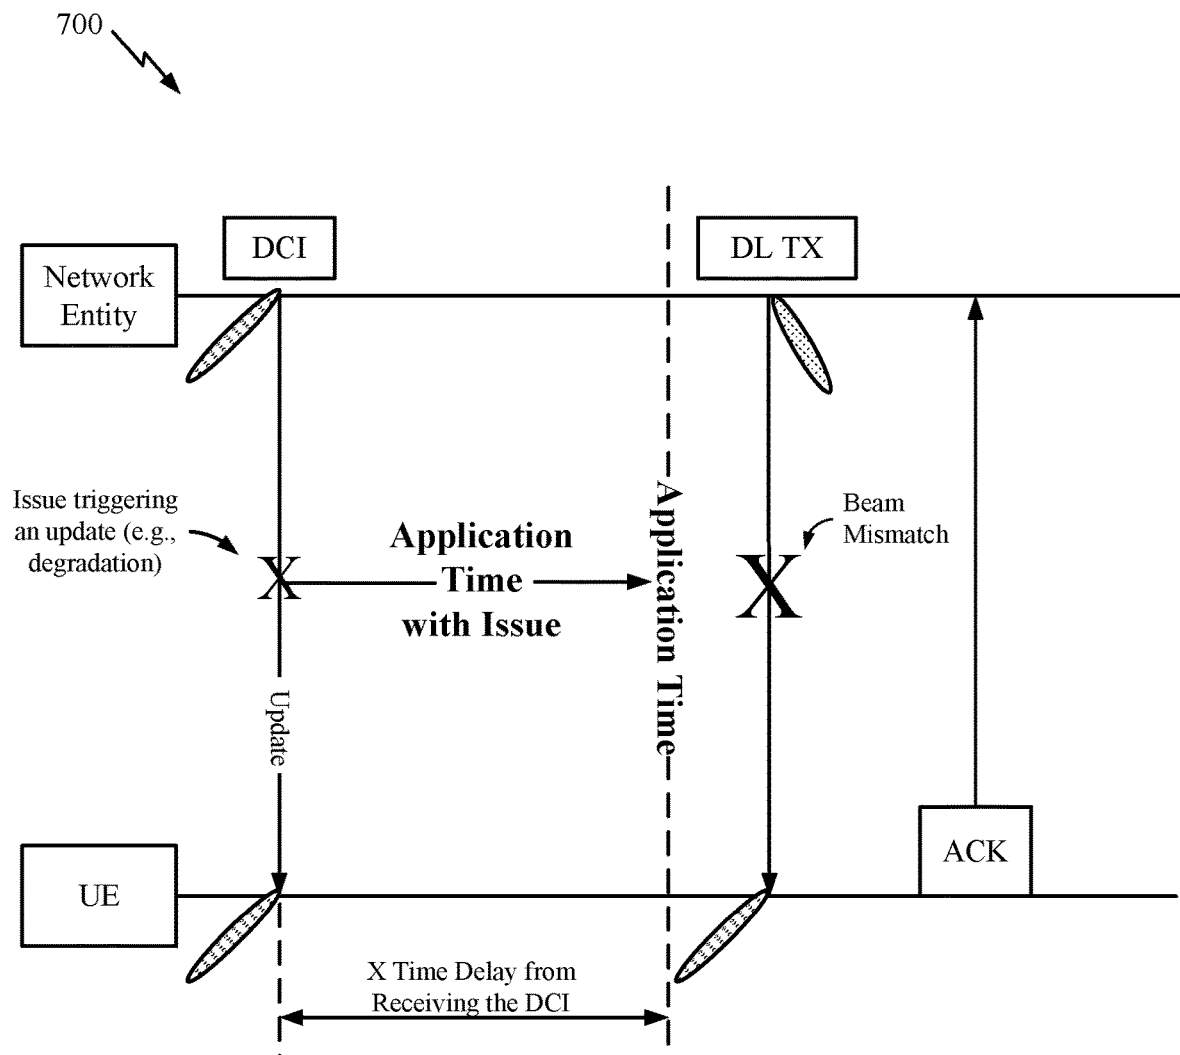 700
DCI
DL TX
Network
Entity
Issue triggering
an update (e.g.,
degradation)
X
Application
Time
with Issue
Application Time
X
Beam
Mismatch
Update
UE
ACK
X Time Delay from
Receiving the DCI